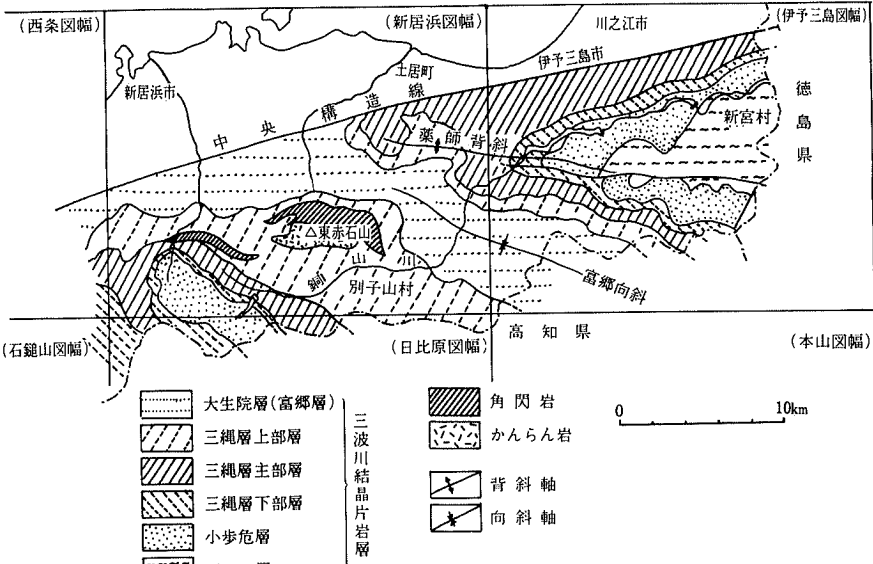 (西条図幅)
(新居浜図幅)
川之江市
(伊予三島図幅)
伊予三島市
土居町
新居浜市
徳島県
新宮村
中央構造線
薬師背斜
△東赤石山
銅山川
別子山村
富郷向斜
(石鎚山図幅)
(日比原図幅)
高知県
(本山図幅)
大生院層(富郷層)
三縄層上部層
三縄層主部層
三縄層下部層
小歩危層
三波川結晶片岩層
角閃岩
かんらん岩
背斜軸
向斜軸
0 10km